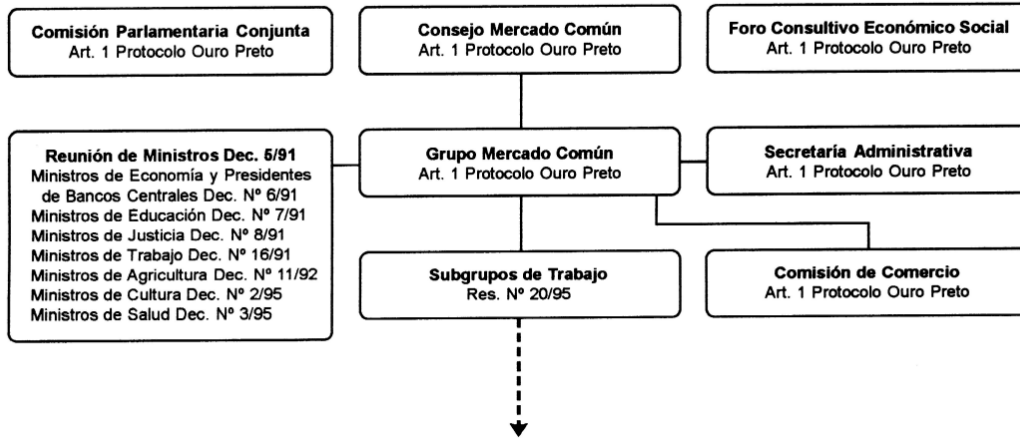 Comisión Parlamentaria Conjunta
Art. 1 Protocolo Ouro Preto
Consejo Mercado Común
Art. 1 Protocolo Ouro Preto
Foro Consultivo Económico Social
Art. 1 Protocolo Ouro Preto
Reunión de Ministros Dec. 5/91
Ministros de Economía y Presidentes
de Bancos Centrales Dec. Nº 6/91
Ministros de Educación Dec. Nº 7/91
Ministros de Justicia Dec. Nº 8/91
Ministros de Trabajo Dec. Nº 16/91
Ministros de Agricultura Dec. Nº 11/92
Ministros de Cultura Dec. Nº 2/95
Ministros de Salud Dec. Nº 3/95
Grupo Mercado Común
Art. 1 Protocolo Ouro Preto
Secretaría Administrativa
Art. 1 Protocolo Ouro Preto
Subgrupos de Trabajo
Res. Nº 20/95
Comisión de Comercio
Art. 1 Protocolo Ouro Preto